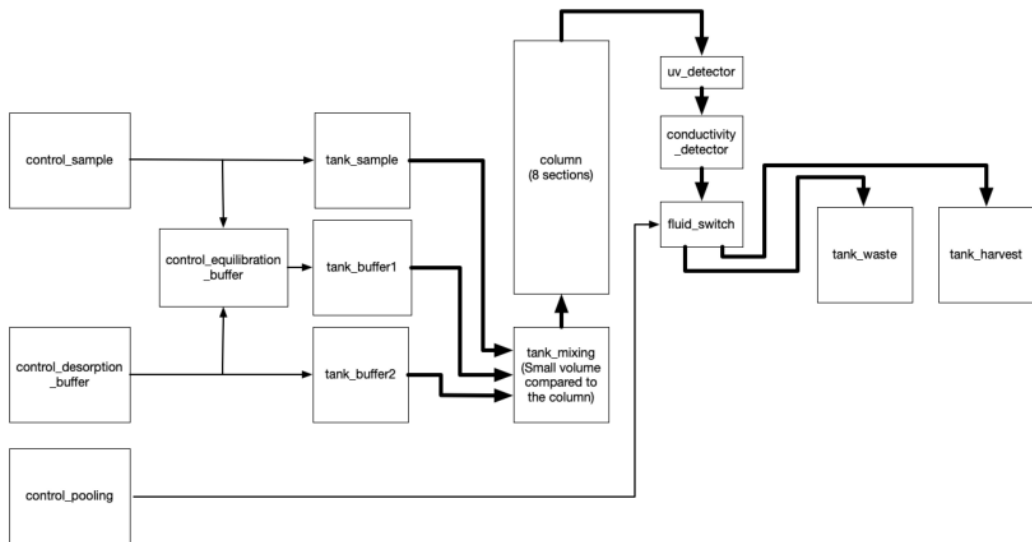 control_sample
tank_sample
control_equilibration
_buffer
tank_buffer1
control_desorption
_buffer
tank_buffer2
control_pooling
column
(8 sections)
tank_mixing
(Small volume
compared to
the column)
uv_detector
conductivity
_detector
fluid_switch
tank_waste
tank_harvest